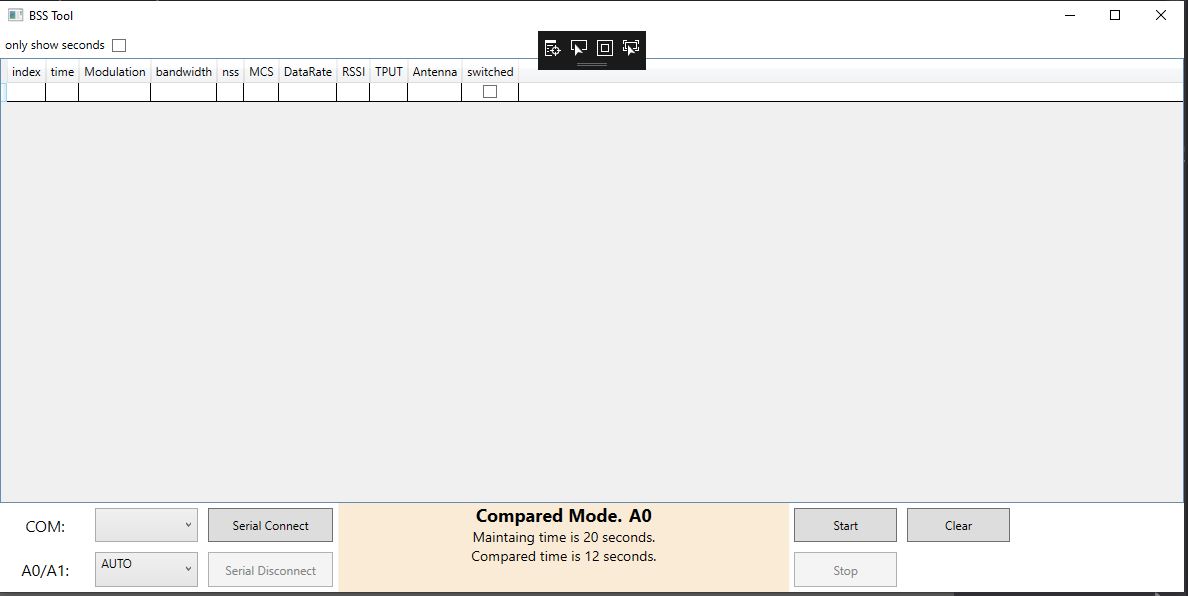 BSS Tool
only show seconds
index time Modulation bandwidth nss MCS DataRate RSSI TPUT Antenna switched
COM: Serial Connect
Compared Mode. A0
Maintaing time is 20 seconds.
Compared time is 12 seconds.
Start Clear
A0/A1: AUTO Serial Disconnect
Stop